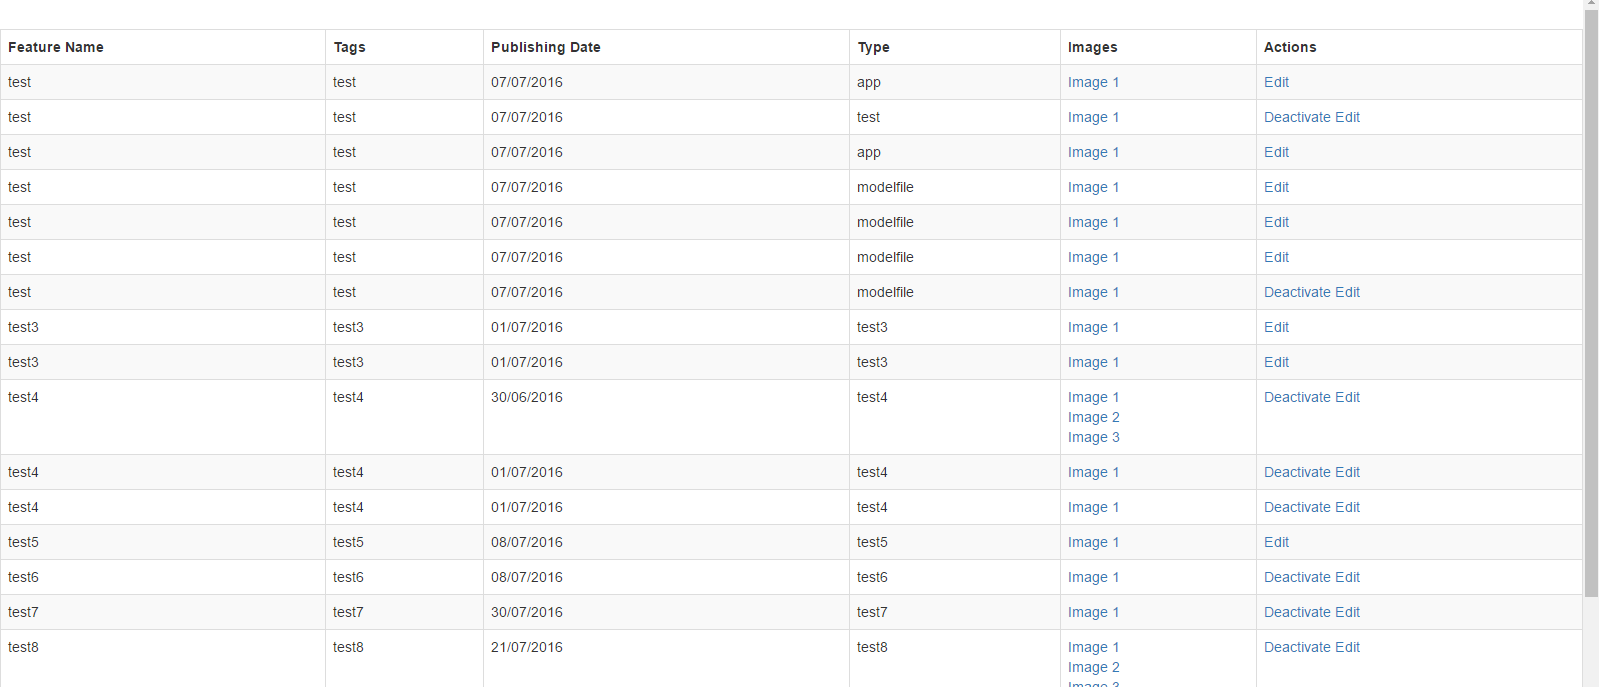 Feature Name Tags Publishing Date Type Images Actions
test test 07/07/2016 app Image 1 Edit
test test 07/07/2016 test Image 1 Deactivate Edit
test test 07/07/2016 app Image 1 Edit
test test 07/07/2016 modelfile Image 1 Edit
test test 07/07/2016 modelfile Image 1 Edit
test test 07/07/2016 modelfile Image 1 Edit
test test 07/07/2016 modelfile Image 1 Deactivate Edit
test3 test3 01/07/2016 test3 Image 1 Edit
test3 test3 01/07/2016 test3 Image 1 Edit
test4 test4 30/06/2016 test4 Image 1 Deactivate Edit
Image 2
Image 3
test4 test4 01/07/2016 test4 Image 1 Deactivate Edit
test4 test4 01/07/2016 test4 Image 1 Deactivate Edit
test5 test5 08/07/2016 test5 Image 1 Edit
test6 test6 08/07/2016 test6 Image 1 Deactivate Edit
test7 test7 30/07/2016 test7 Image 1 Deactivate Edit
test8 test8 21/07/2016 test8 Image 1 Deactivate Edit
Image 2
Image 3